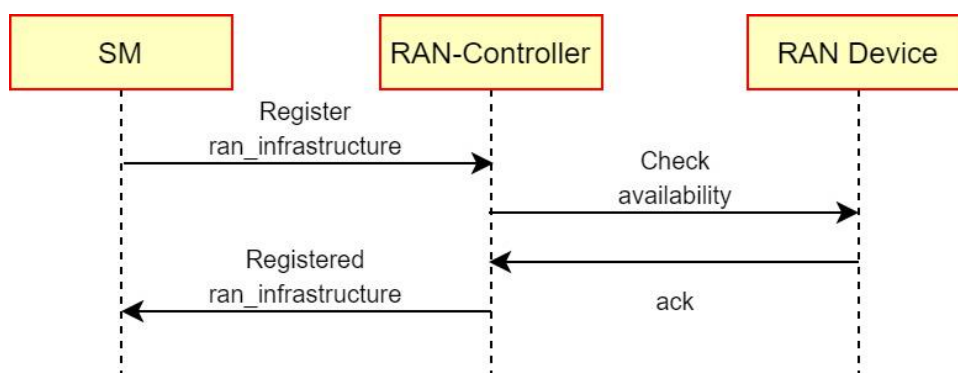 SM
RAN-Controller
RAN Device
Register
ran_infrastructure
Check
availability
Registered
ran_infrastructure
ack